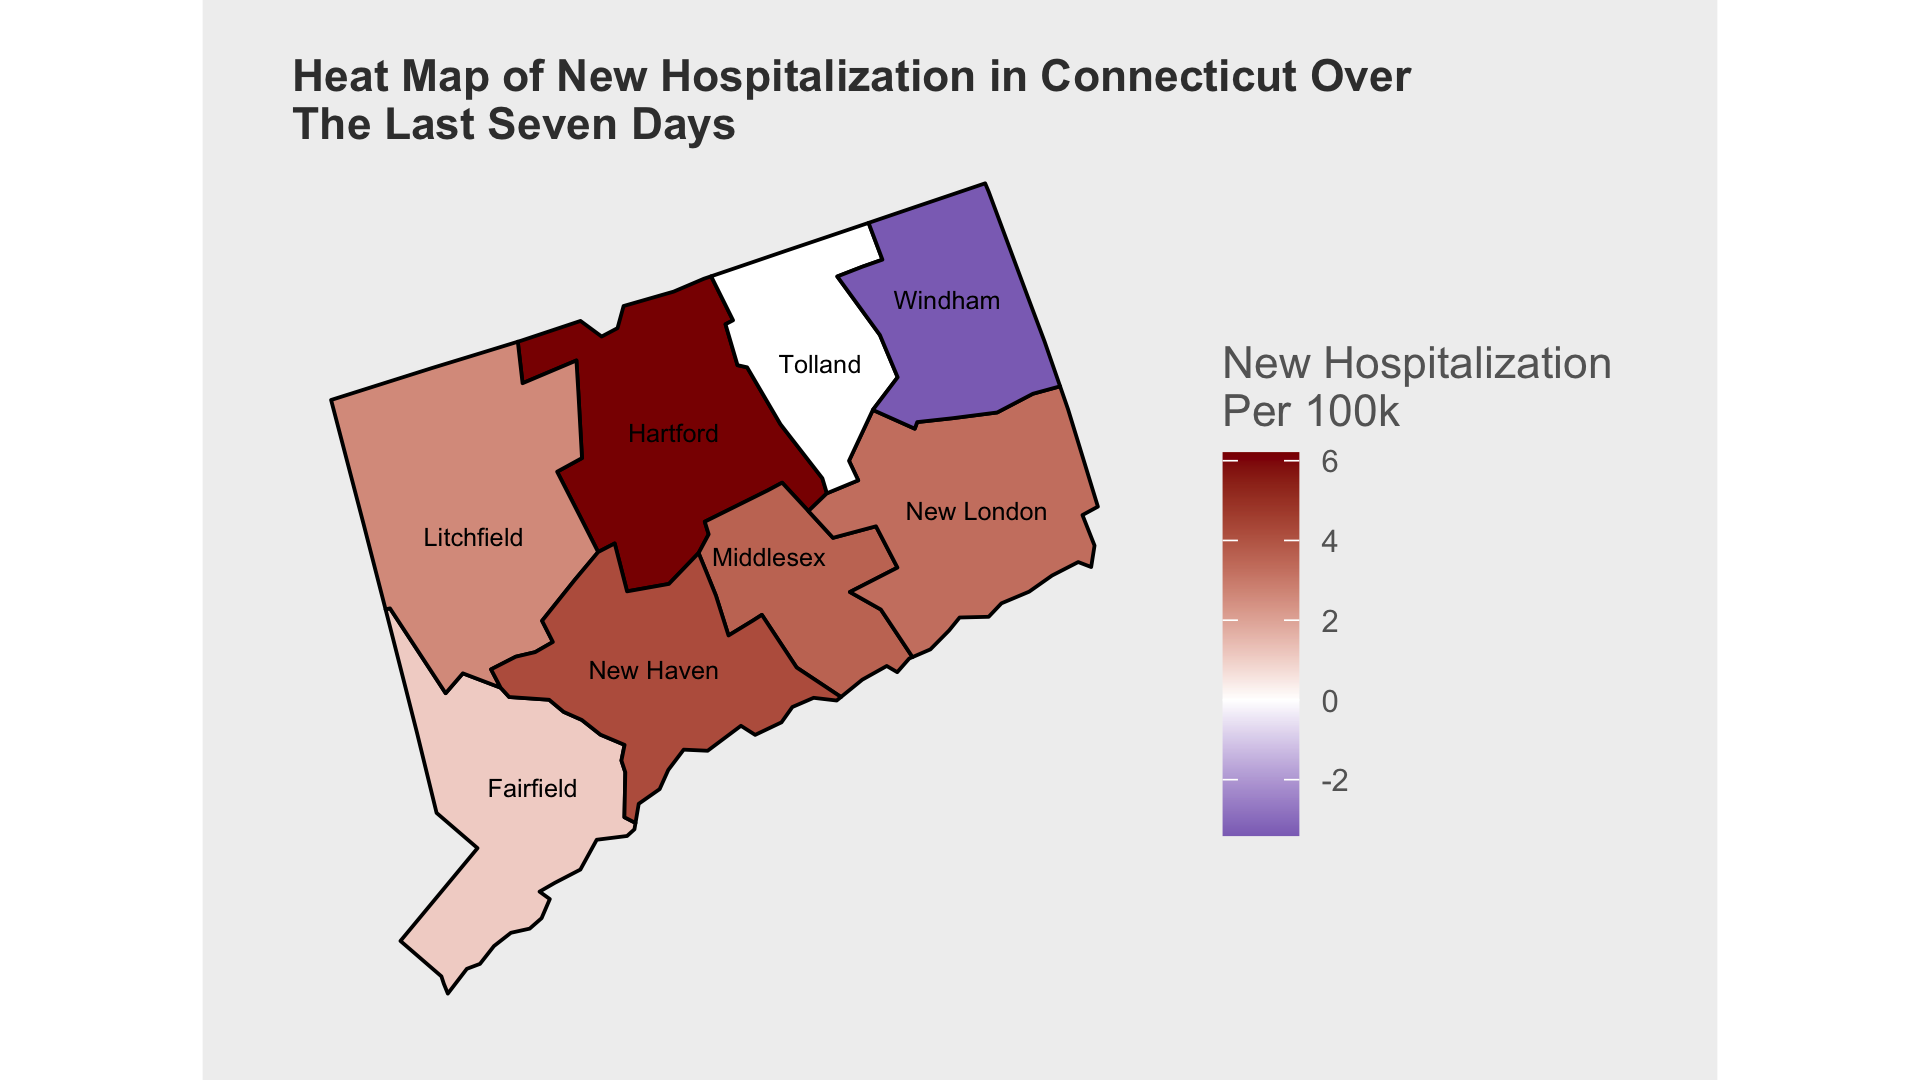 Heat Map of New Hospitalization in Connecticut Over
The Last Seven Days
Windham
Tolland
Hartford
New London
Litchfield
Middlesex
New Haven
Fairfield
New Hospitalization
Per 100k
6
4
2
0
-2